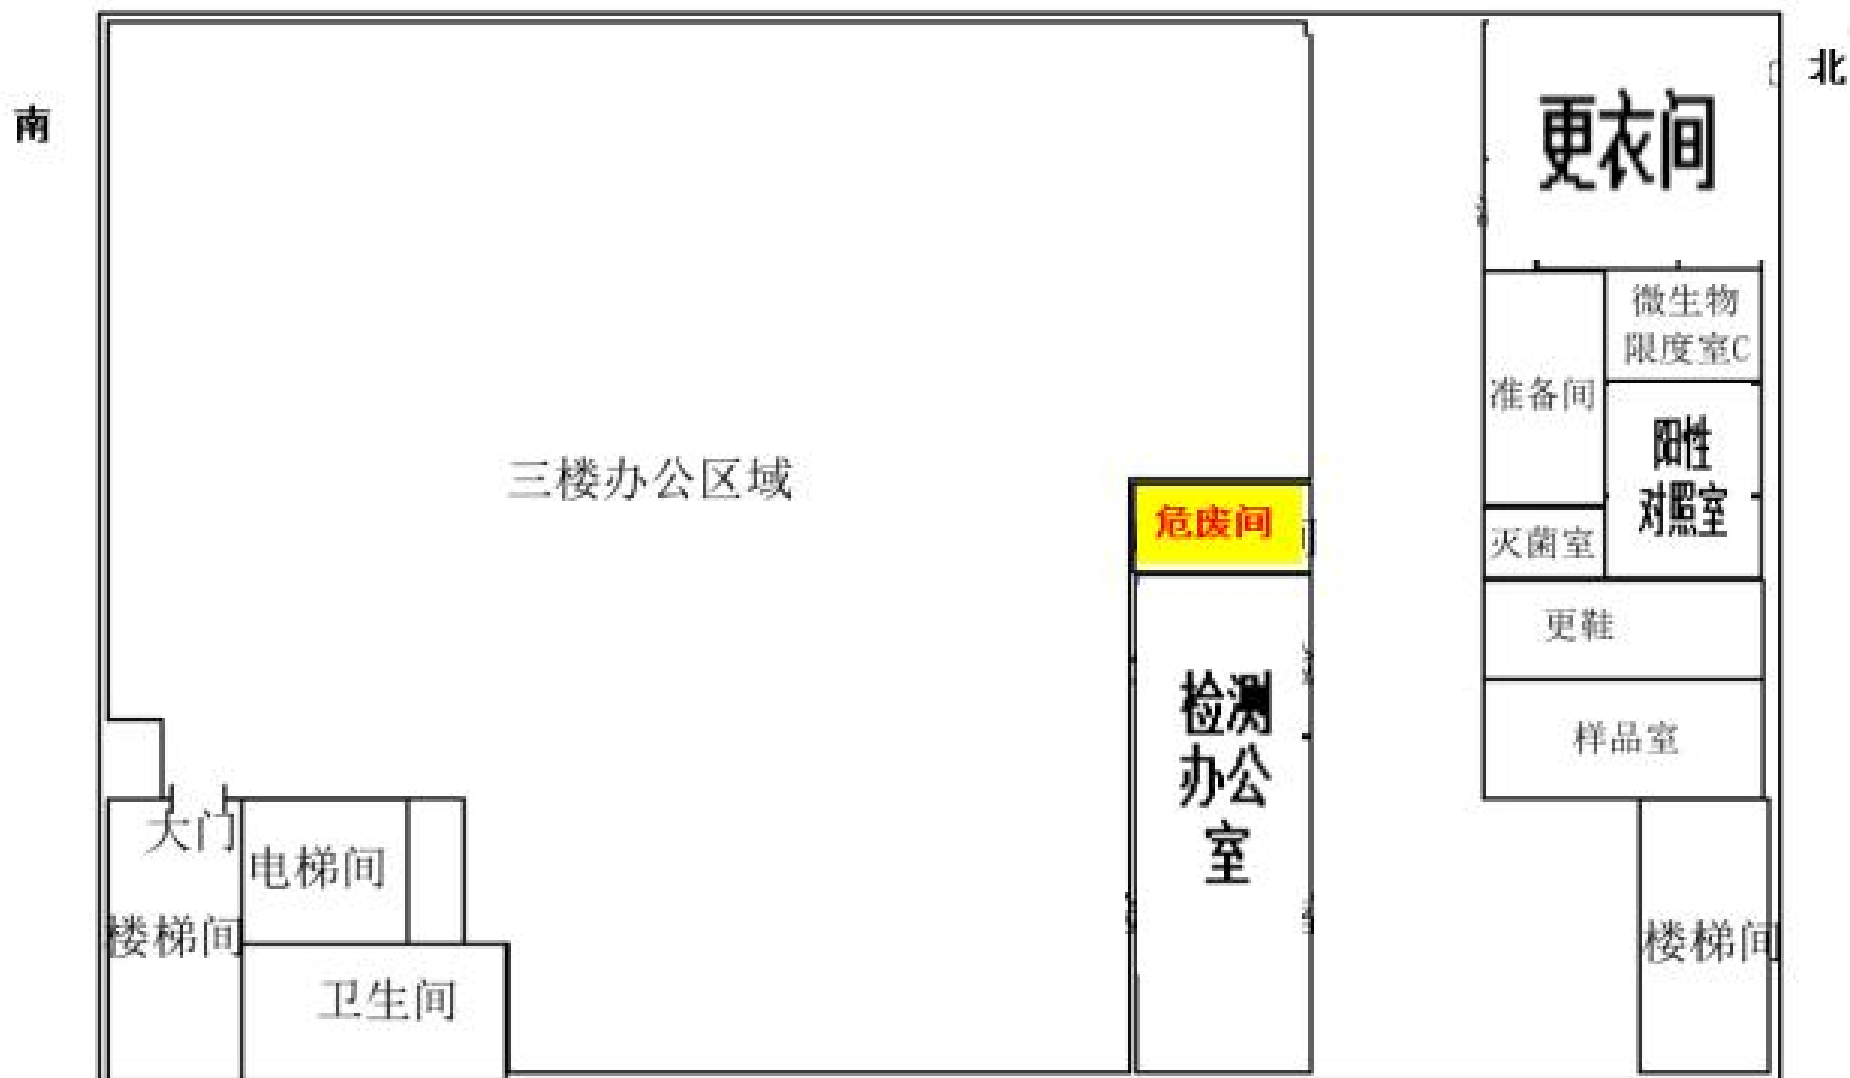 北
南
更衣间
微生物
限度室C
准备间
阳性
对照室
三楼办公区域
危废间
灭菌室
更鞋
检测
办公
室
样品室
大门
电梯间
楼梯间
楼梯间
卫生间